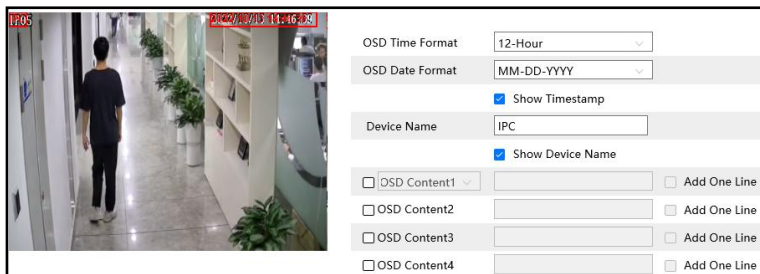 IP05
OSD Time Format 12-Hour
OSD Date Format MM-DD-YYYY
Show Timestamp
Device Name IPC
Show Device Name
OSD Content1 Add One Line
OSD Content2 Add One Line
OSD Content3 Add One Line
OSD Content4 Add One Line